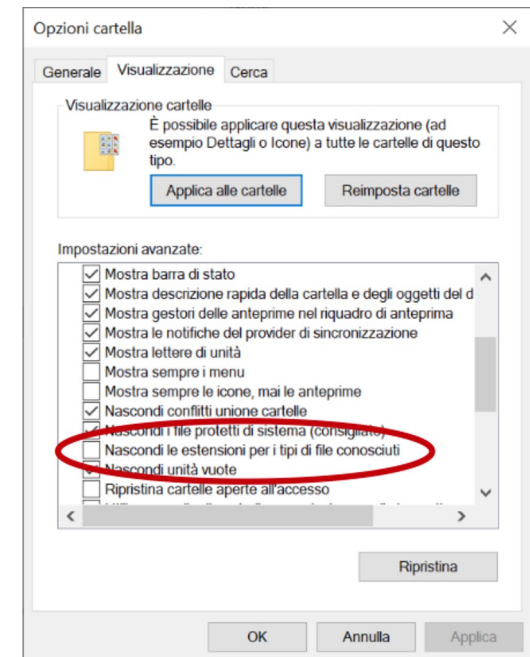 Opzioni cartella
Generale Visualizzazione Cerca
Visualizzazione cartelle
È possibile applicare questa visualizzazione (ad
esempio Dettagli o Icone) a tutte le cartelle di questo
tipo.
Applica alle cartelle Reimposta cartelle
Impostazioni avanzate:
Mostra barra di stato
Mostra descrizione rapida della cartella e degli oggetti del d
Mostra gestori delle anteprime nel riquadro di anteprima
Mostra le notifiche del provider di sincronizzazione
Mostra lettere di unità
Mostra sempre i menu
Mostra sempre le icone, mai le anteprime
Nascondi conflitti unione cartelle
Nascondi i file protetti di sistema (consigliato)
Nascondi le estensioni per i tipi di file conosciuti
Nascondi unità vuote
Ripristina cartelle aperte all'accesso
Ripristina
OK Annulla Applica